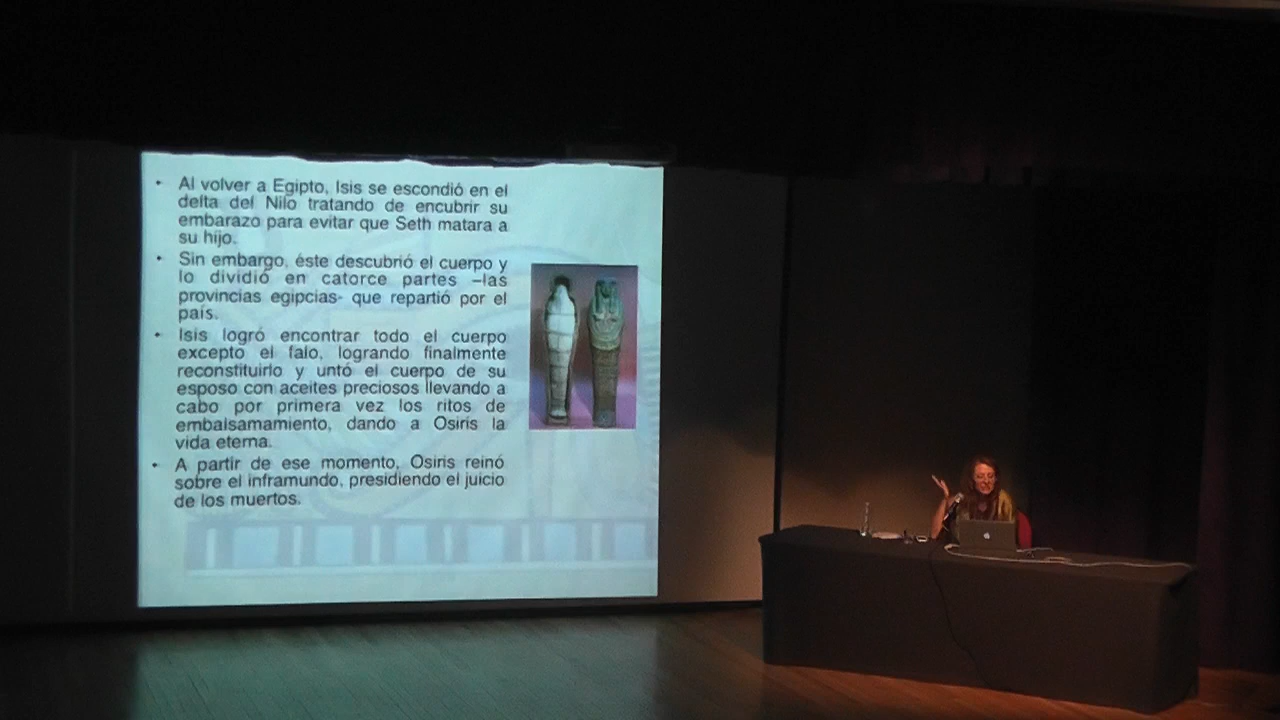 • Al volver a Egipto, Isis se escondió en el
delta del Nilo tratando de encubrir su
embarazo para evitar que Seth matara a
su hijo.
• Sin embargo, éste descubrió el cuerpo y
lo dividió en catorce partes –las
provincias egipcias- que repartió por el
país.
• Isis logró encontrar todo el cuerpo
excepto el falo, logrando finalmente
reconstituirlo y untó el cuerpo de su
esposo con aceites preciosos llevando a
cabo por primera vez los ritos de
embalsamamiento, dando a Osiris la
vida eterna.
• A partir de ese momento, Osiris reinó
sobre el inframundo, presidiendo el juicio
de los muertos.